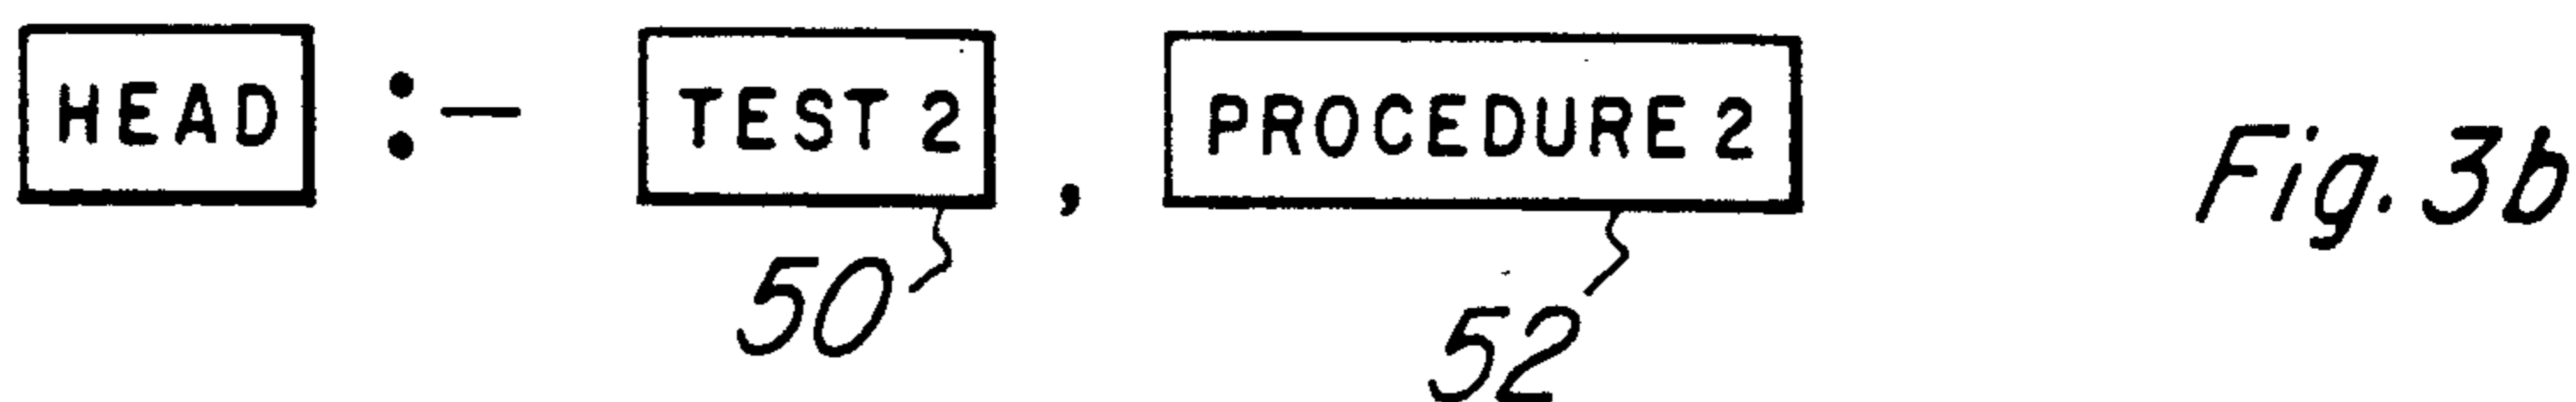 HEAD :— TEST 2 , PROCEDURE 2
Fig. 3b
50
52